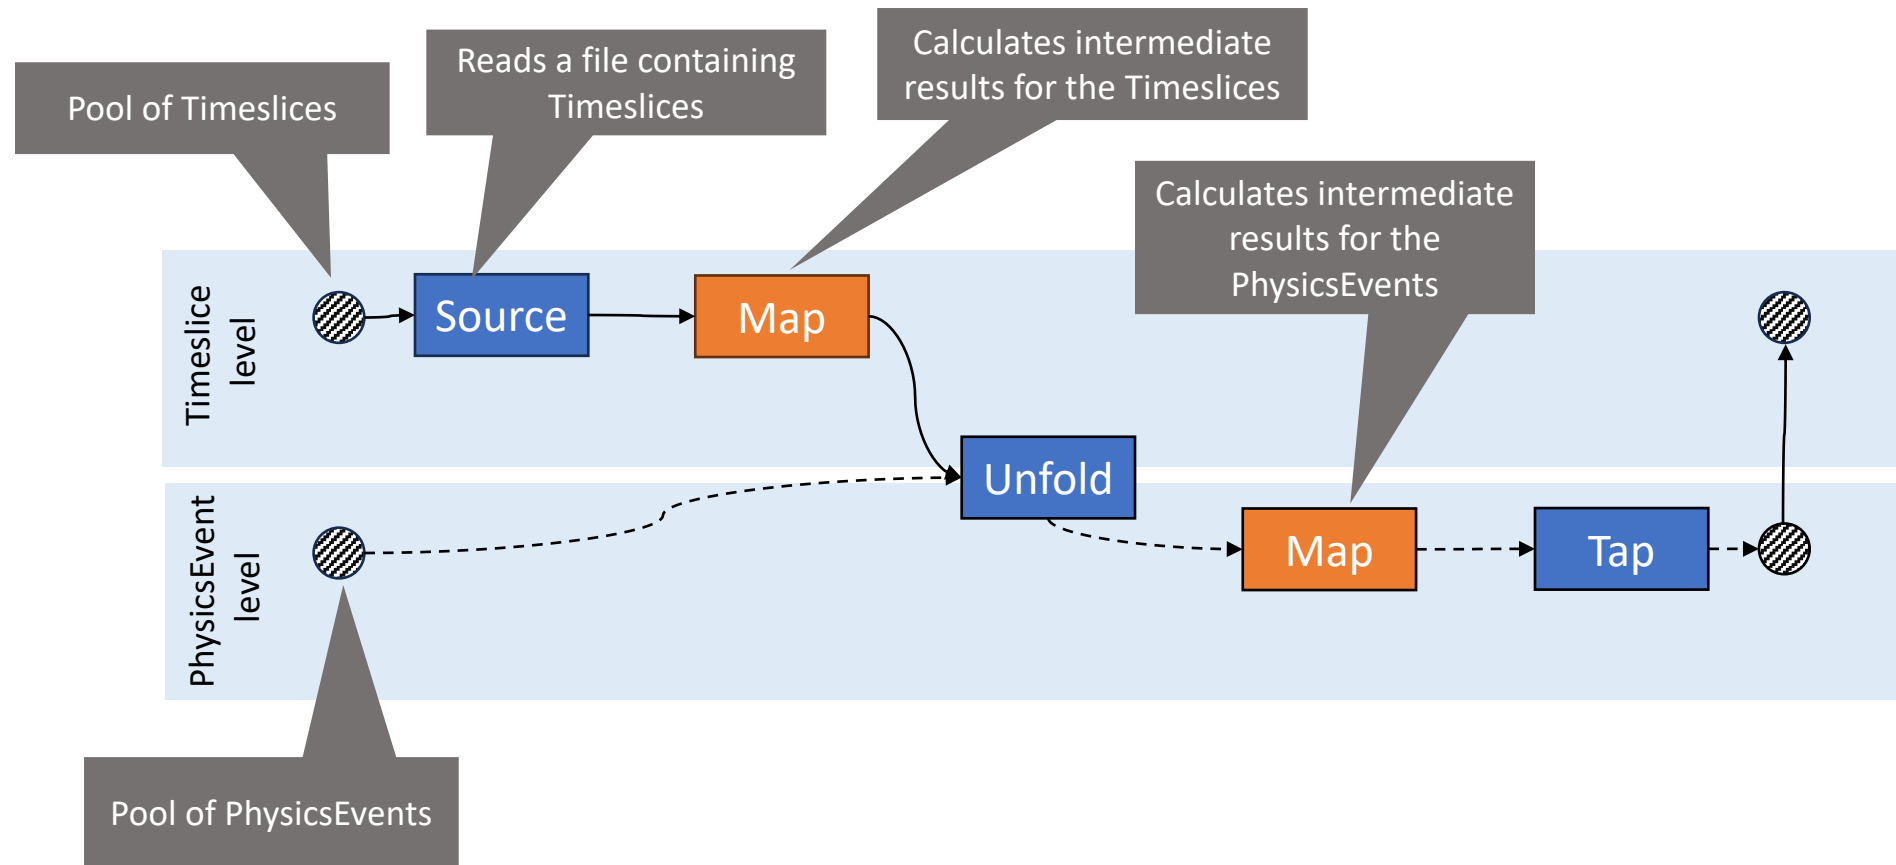 Pool of Timeslices
Reads a file containing
Timeslices
Calculates intermediate
results for the Timeslices
Calculates intermediate
results for the
PhysicsEvents
Timeslice
level
Source
Map
Unfold
PhysicsEvent
level
Map
Tap
Pool of PhysicsEvents